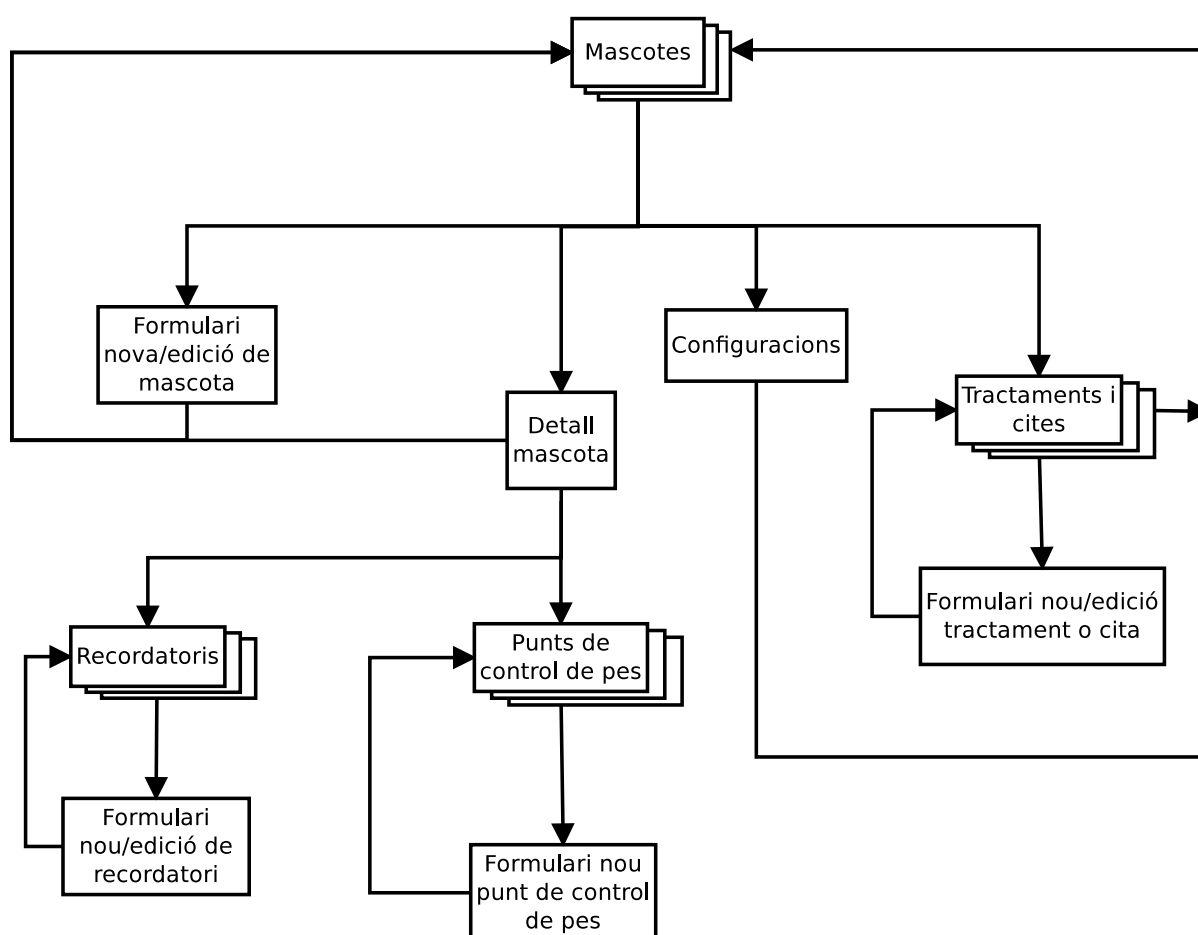 Mascotes
Formulari
nova/edició de
mascota
Configuracions
Detall
mascota
Tractaments i
cites
Formulari nou/edició
tractament o cita
Recordatoris
Punts de
control de pes
Formulari
nou/edició de
recordatori
Formulari nou
punt de control
de pes